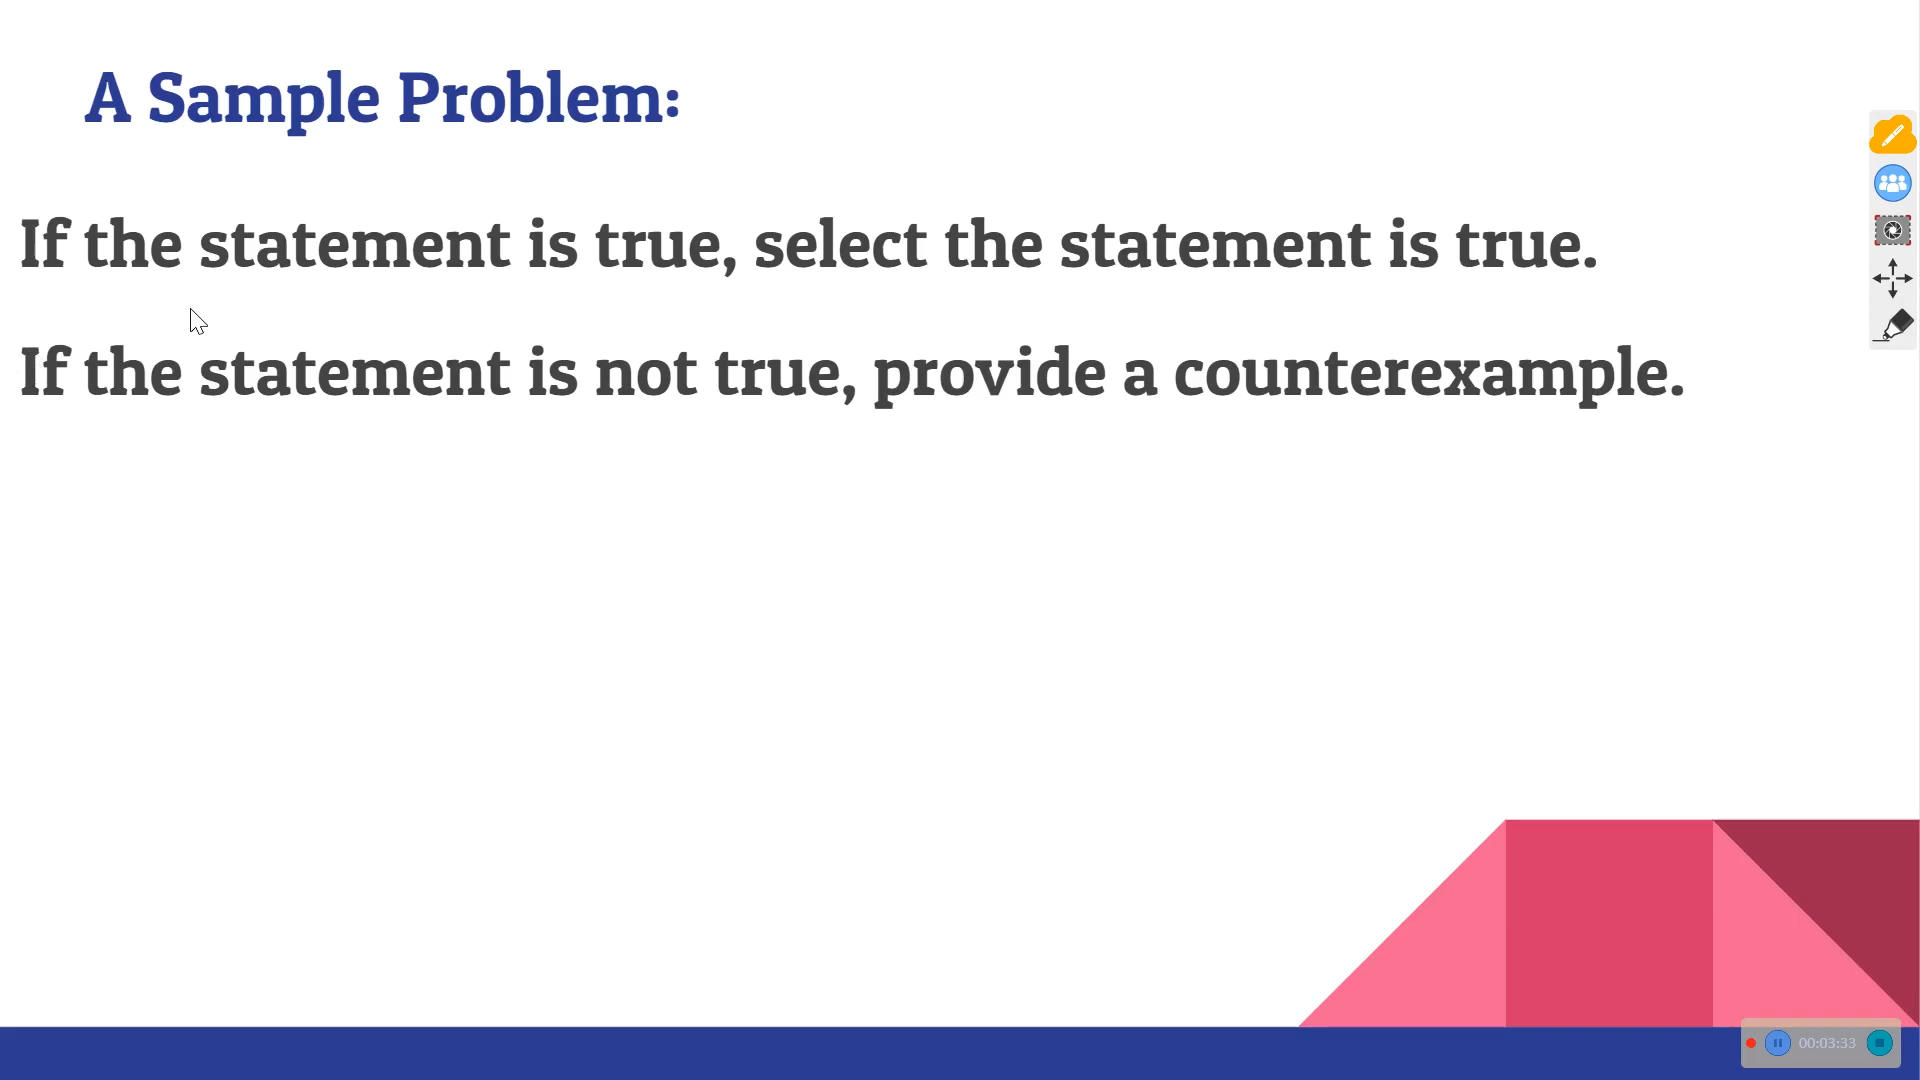 A Sample Problem:
If the statement is true, select the statement is true.
If the statement is not true, provide a counterexample.
00:03:33